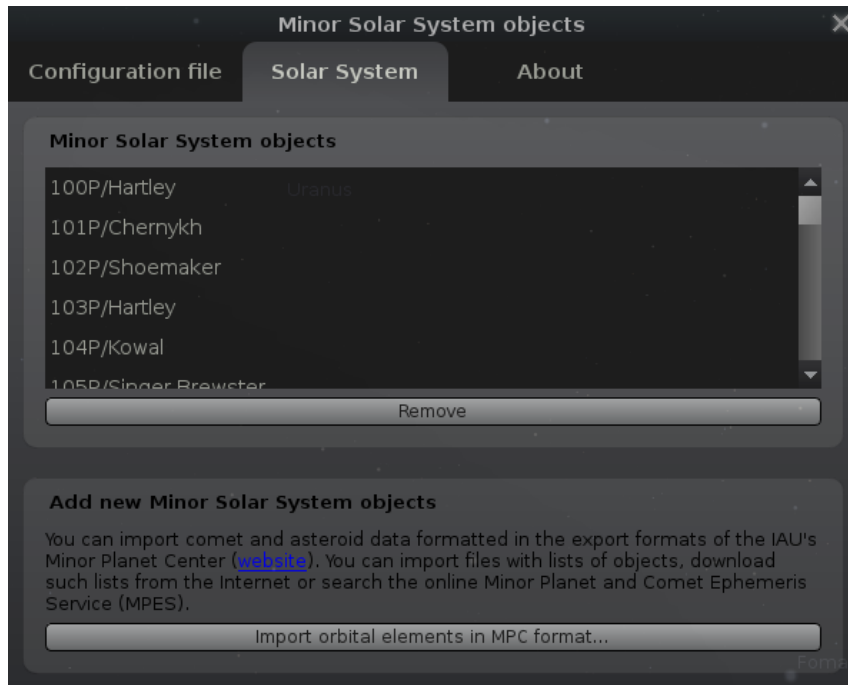 Minor Solar System objects
Configuration file Solar System About
Minor Solar System objects
100P/Hartley
Uranus
101P/Chernykh
102P/Shoemaker
103P/Hartley
104P/Kowal
105P/Singer Brewster
Remove
Add new Minor Solar System objects
You can import comet and asteroid data formatted in the export formats of the IAU's
Minor Planet Center (website). You can import files with lists of objects, download
such lists from the Internet or search the online Minor Planet and Comet Ephemeris
Service (MPES).
Import orbital elements in MPC format...
Foma